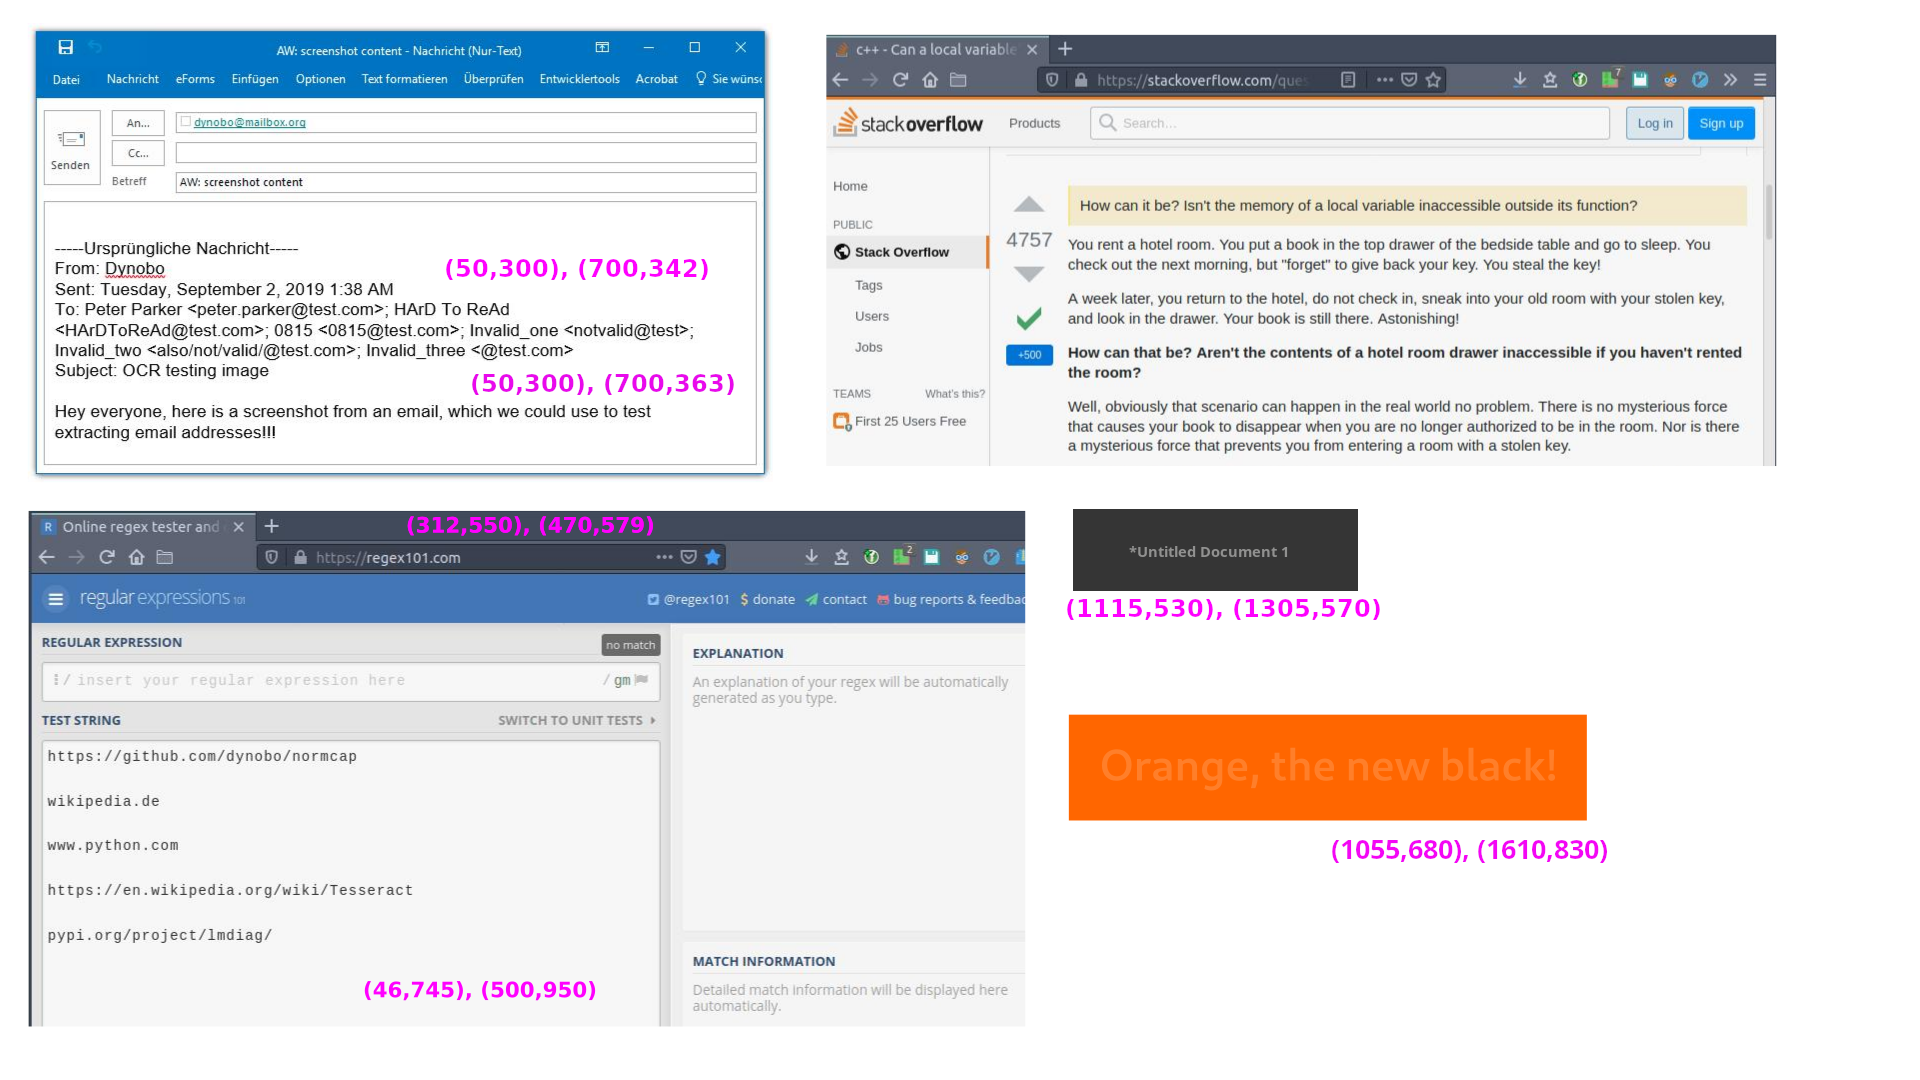 AW: screenshot content - Nachricht (Nur-Text)
Datei Nachricht eForms Einfügen Optionen Text formatieren Überprüfen Entwicklertools Acrobat Sie wüns
An... dynobo@mailbox.org
Cc...
Senden
Betreff AW: screenshot content
-----Ursprüngliche Nachricht-----
From: Dynobo
(50,300), (700,342)
Sent: Tuesday, September 2, 2019 1:38 AM
To: Peter Parker <peter.parker@test.com>; HArD To ReAd
<HArDToReAd@test.com>; 0815 <0815@test.com>; Invalid_one <notvalid@test>;
Invalid_two <also/not/valid/@test.com>; Invalid_three <@test.com>
Subject: OCR testing image
(50,300), (700,363)
Hey everyone, here is a screenshot from an email, which we could use to test
extracting email addresses!!!
c++ - Can a local variable
https://stackoverflow.com/ques
7
stackoverflow Products Search... Log in Sign up
Home
PUBLIC
Stack Overflow
Tags
Users
Jobs
TEAMS What's this?
First 25 Users Free
4757
+500
How can it be? Isn't the memory of a local variable inaccessible outside its function?
You rent a hotel room. You put a book in the top drawer of the bedside table and go to sleep. You
check out the next morning, but "forget" to give back your key. You steal the key!
A week later, you return to the hotel, do not check in, sneak into your old room with your stolen key,
and look in the drawer. Your book is still there. Astonishing!
How can that be? Aren't the contents of a hotel room drawer inaccessible if you haven't rented
the room?
Well, obviously that scenario can happen in the real world no problem. There is no mysterious force
that causes your book to disappear when you are no longer authorized to be in the room. Nor is there
a mysterious force that prevents you from entering a room with a stolen key.
R Online regex tester and
(312,550), (470,579)
https://regex101.com
2
regular expressions 101
@regex101 $ donate contact bug reports & feedbac
REGULAR EXPRESSION no match
/ insert your regular expression here / gm
TEST STRING SWITCH TO UNIT TESTS
https://github.com/dynobo/normcap
wikipedia.de
www.python.com
https://en.wikipedia.org/wiki/Tesseract
pypi.org/project/lmdiag/
(46,745), (500,950)
EXPLANATION
An explanation of your regex will be automatically
generated as you type.
MATCH INFORMATION
Detailed match information will be displayed here
automatically.
*Untitled Document 1
(1115,530), (1305,570)
Orange, the new black!
(1055,680), (1610,830)